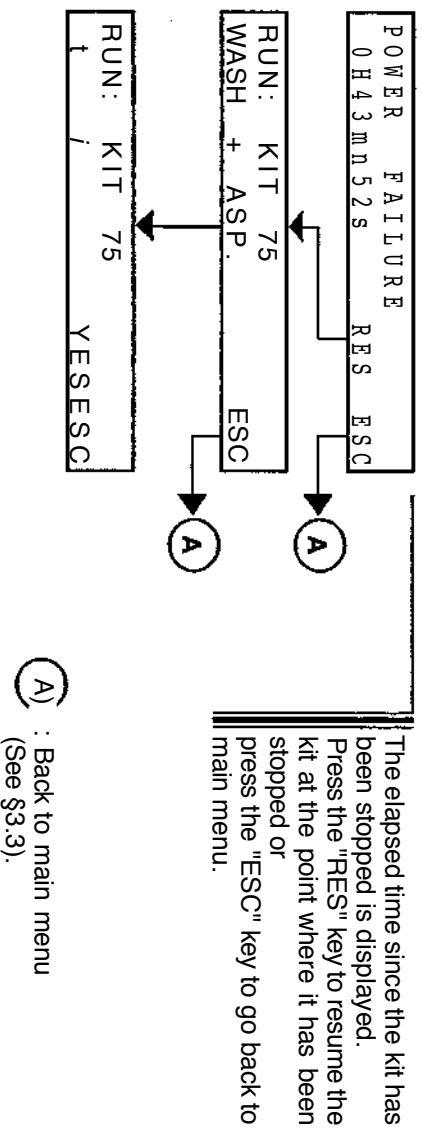 POWER FAILURE
0H43mn52s RES ESC
RUN: KIT 75
WASH + ASP. ESC
RUN: KIT 75
t i YESESC
A
A
The elapsed time since the kit has
been stopped is displayed.
Press the "RES" key to resume the
kit at the point where it has been
stopped or
press the "ESC" key to go back to
main menu.
A) : Back to main menu
(See §3.3).